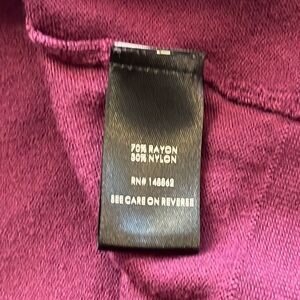 70% RAYON
30% NYLON
RN# 148862
SEE CARE ON REVERSE